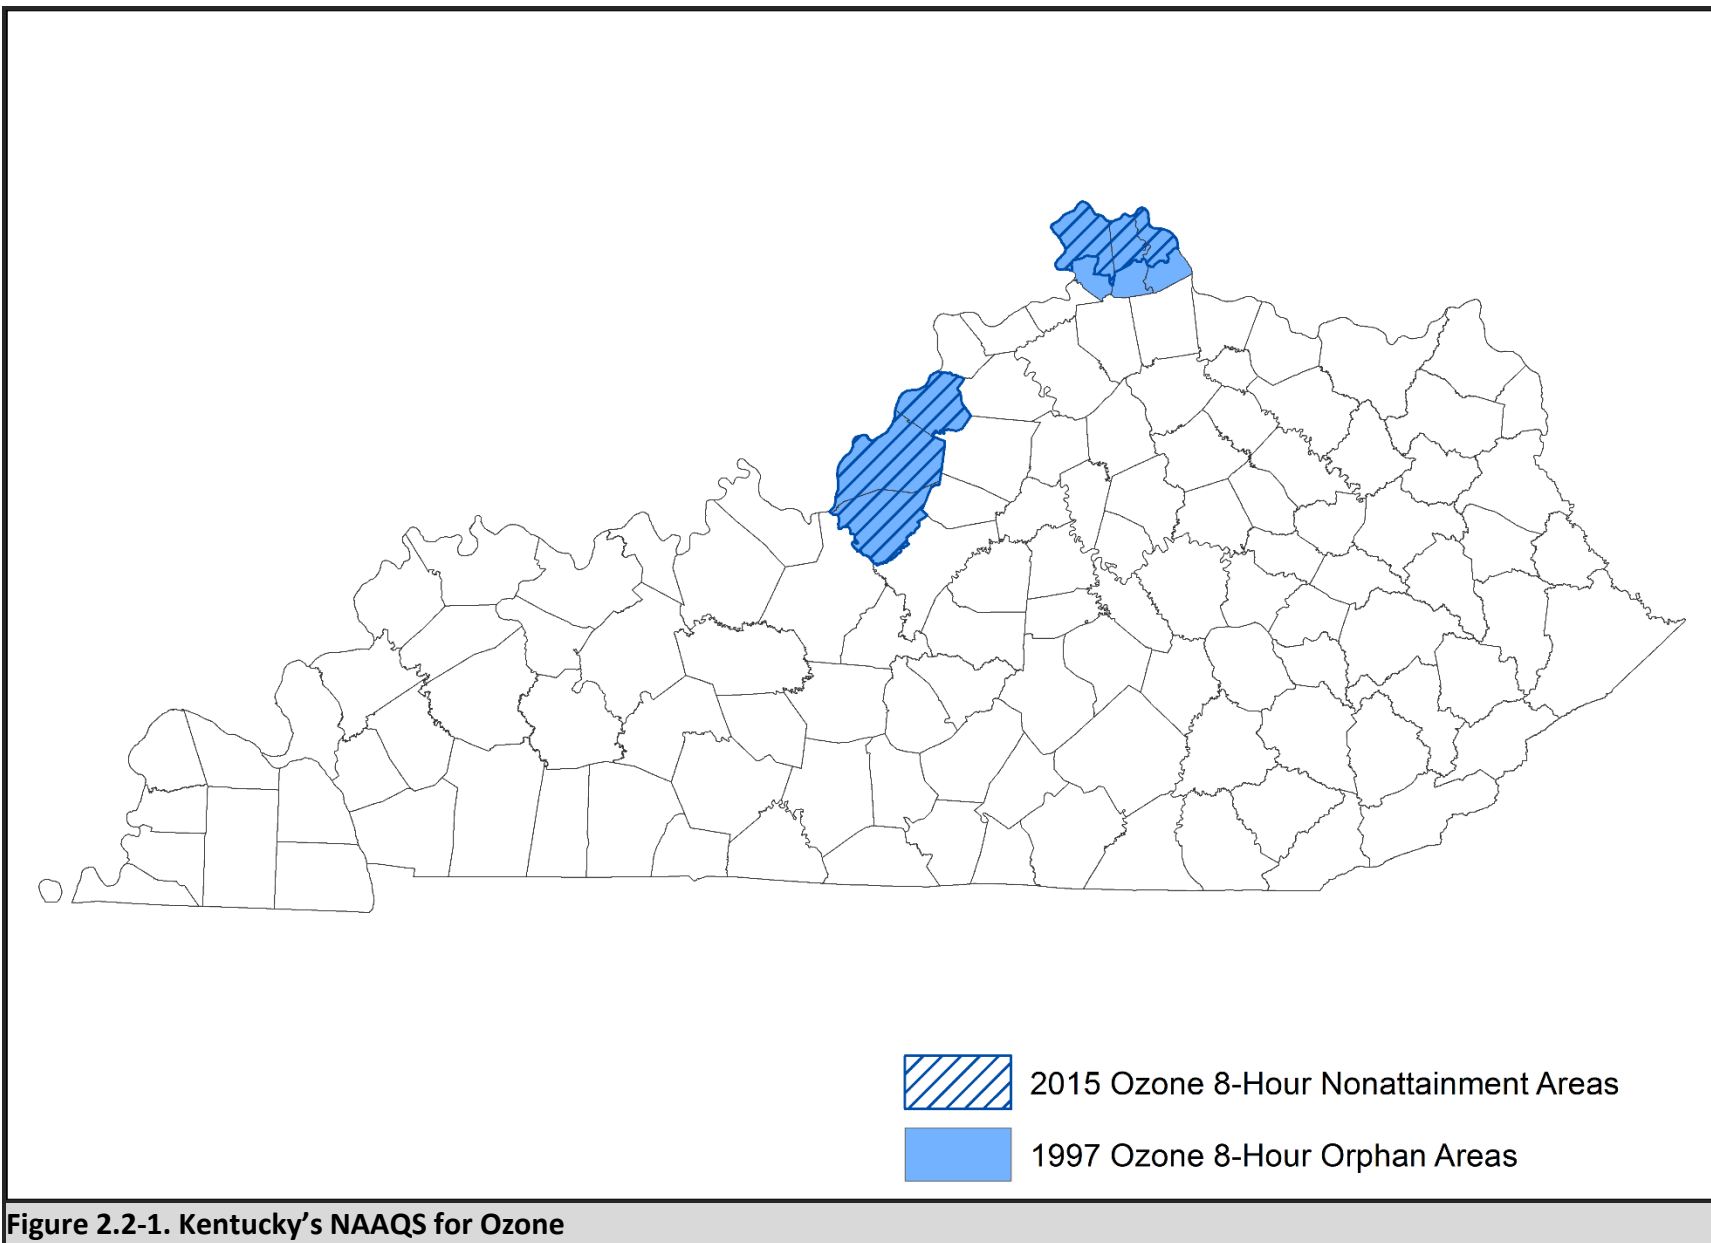 2015 Ozone 8-Hour Nonattainment Areas
1997 Ozone 8-Hour Orphan Areas
Figure 2.2-1. Kentucky’s NAAQS for Ozone